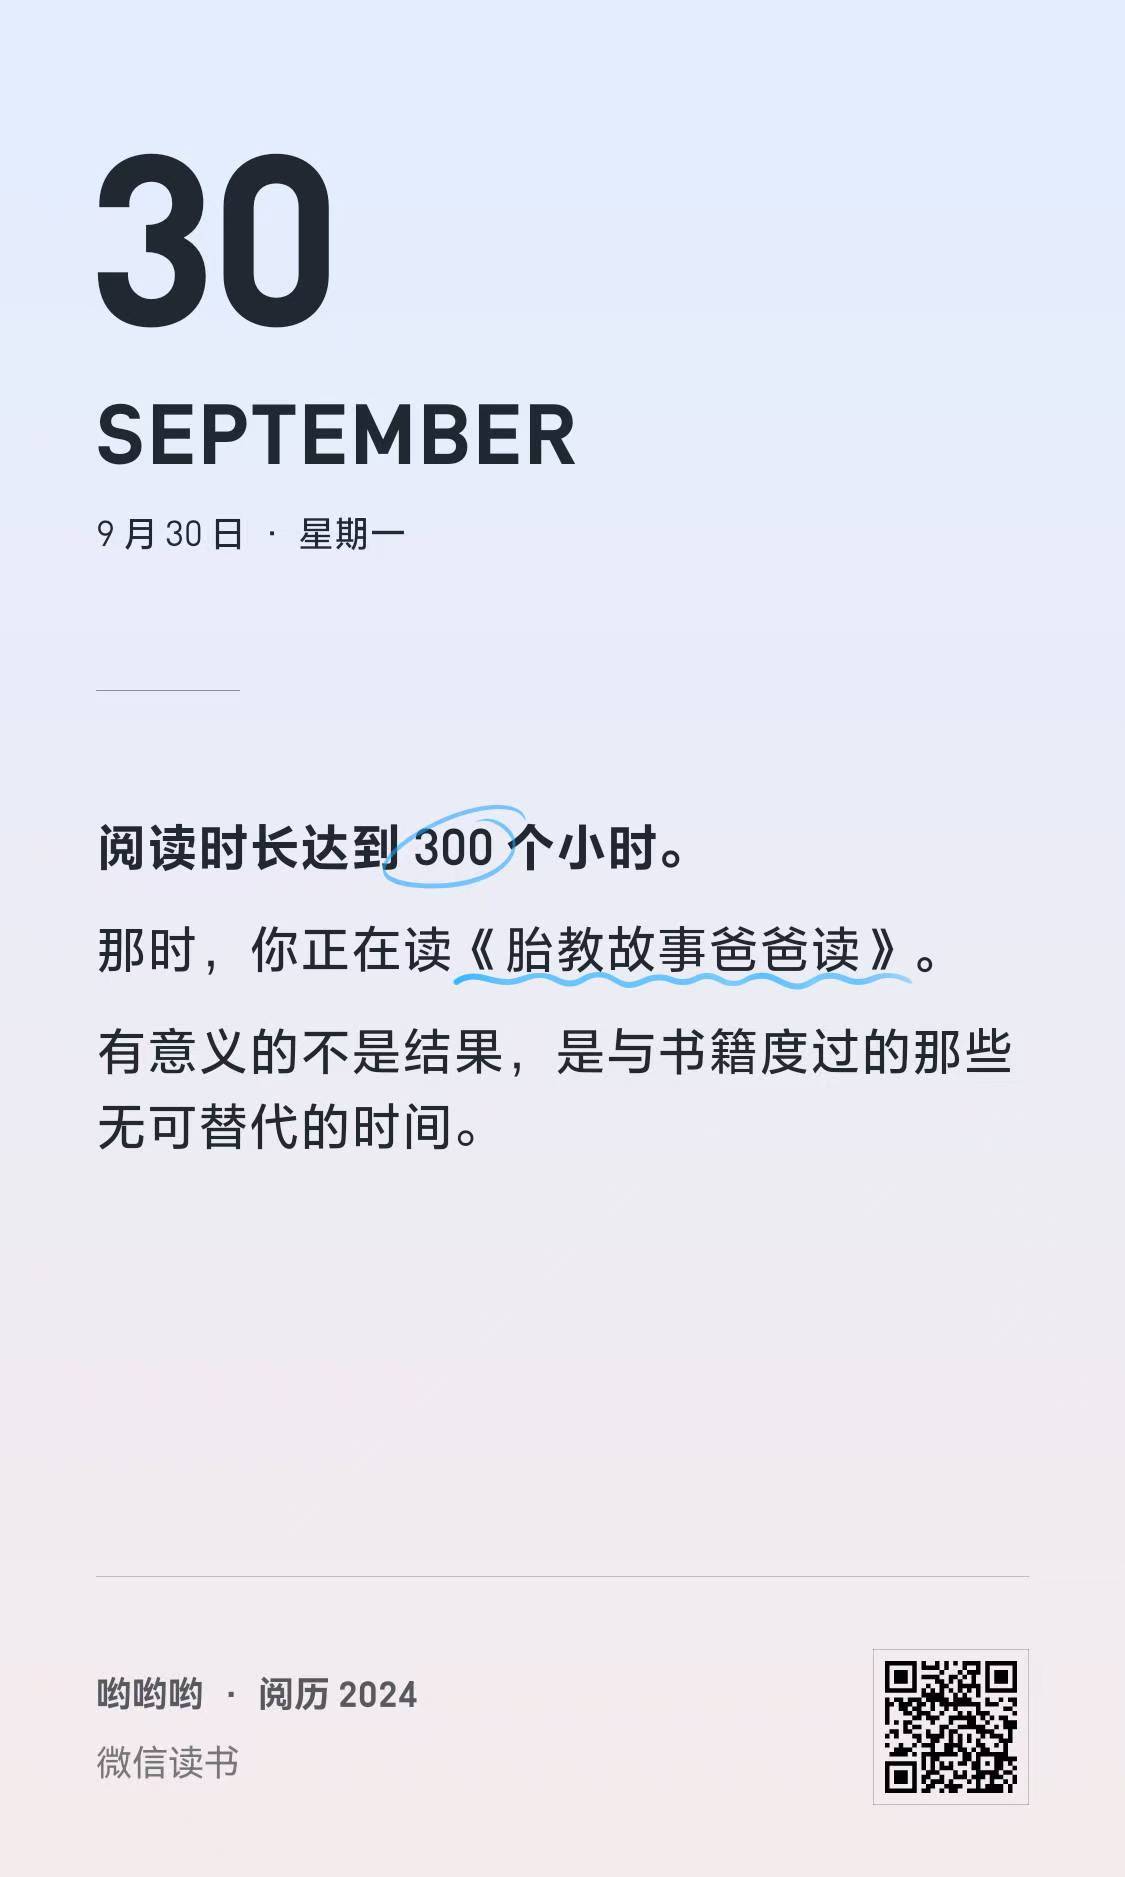 30
SEPTEMBER
9 月 30 日 · 星期一
阅读时长达到 300 个小时。
那时，你正在读《胎教故事爸爸读》。
有意义的不是结果，是与书籍度过的那些
无可替代的时间。
哟哟哟 · 阅历 2024
微信读书